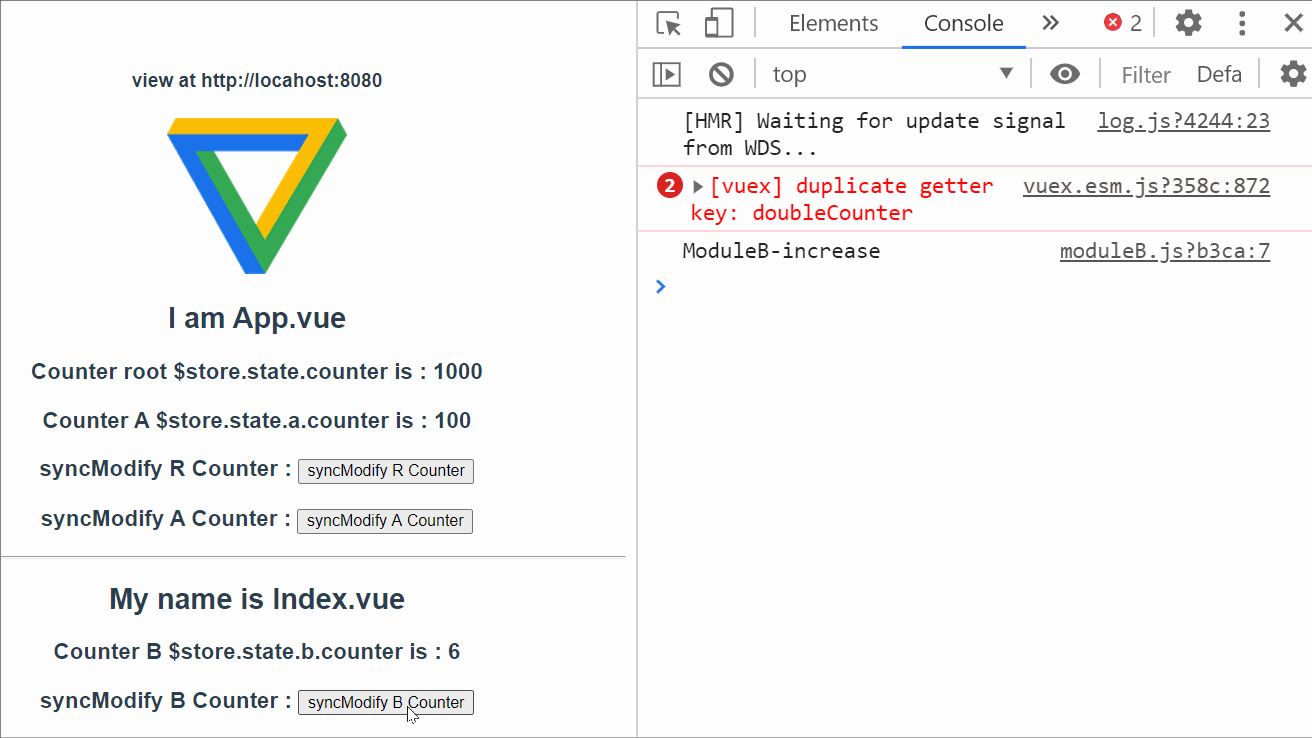 view at http://locahost:8080
I am App.vue
Counter root $store.state.counter is : 1000
Counter A $store.state.a.counter is : 100
syncModify R Counter : syncModify R Counter
syncModify A Counter : syncModify A Counter
My name is Index.vue
Counter B $store.state.b.counter is : 6
syncModify B Counter : syncModify B Counter
Elements Console 2
top Filter Defa
[HMR] Waiting for update signal log.js?4244:23
from WDS...
2 [vuex] duplicate getter vuex.esm.js?358c:872
key: doubleCounter
ModuleB-increase moduleB.js?b3ca:7